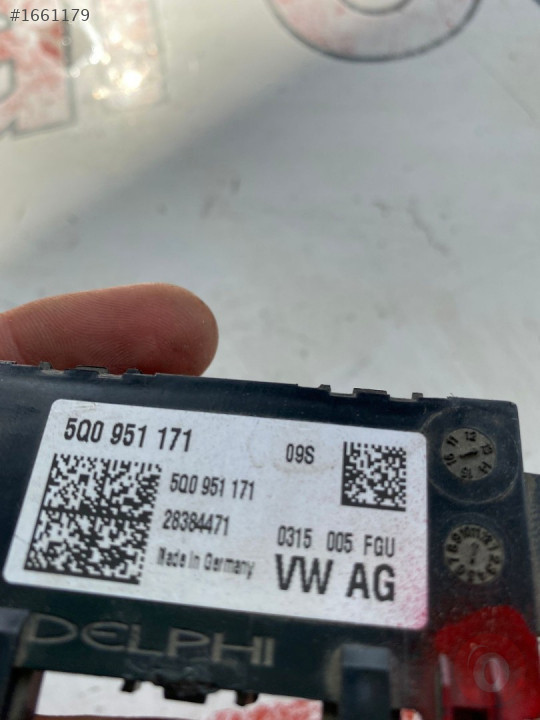 #1661179
5Q0 951 171
09S
5Q0 951 171
28384471
0315 005 FGU
Made in Germany
VW AG
DELPHI